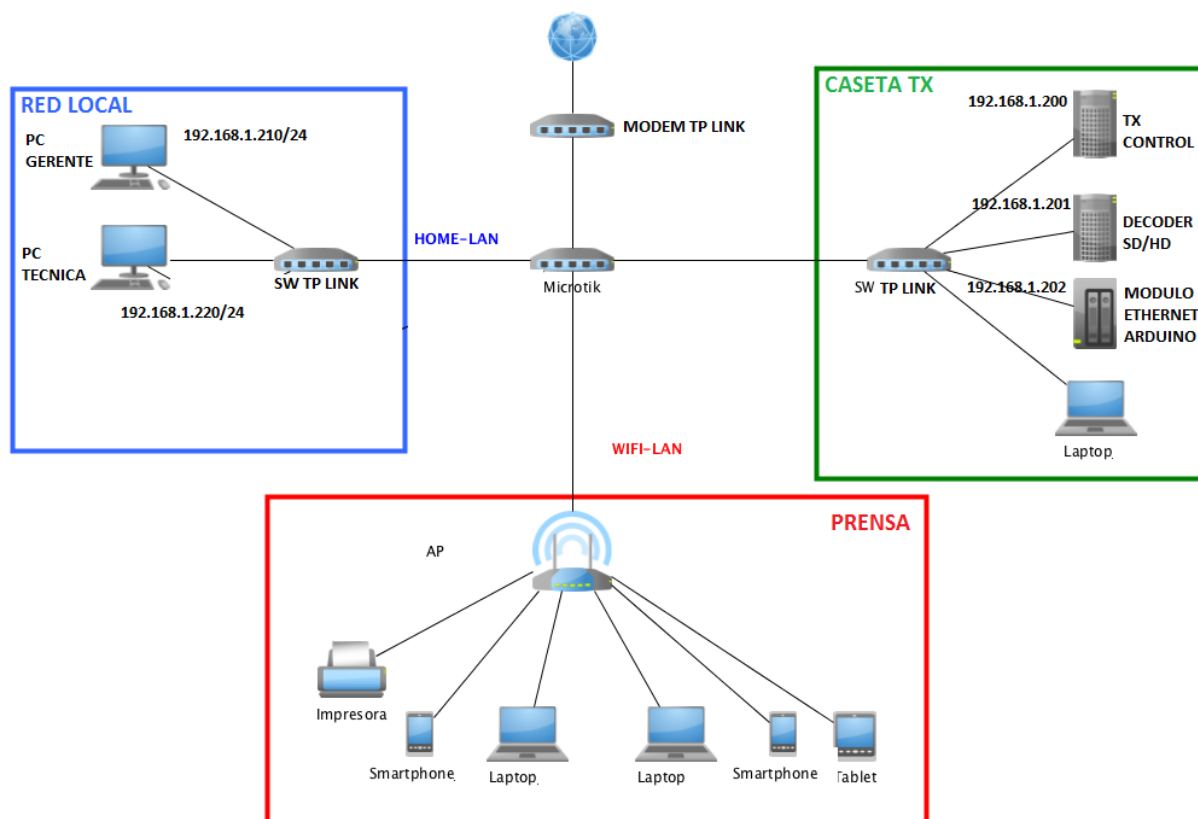 MODEM TP LINK
RED LOCAL
PC
GERENTE
192.168.1.210/24
PC
TECNICA
192.168.1.220/24
SW TP LINK
HOME-LAN
Microtik
CASETA TX
192.168.1.200
TX
CONTROL
192.168.1.201
DECODER
SD/HD
SW TP LINK
192.168.1.202
MODULO
ETHERNET
ARDUINO
Laptop
WIFI-LAN
PRENSA
AP
Impresora
Smartphone
Laptop
Laptop
Smartphone
Tablet